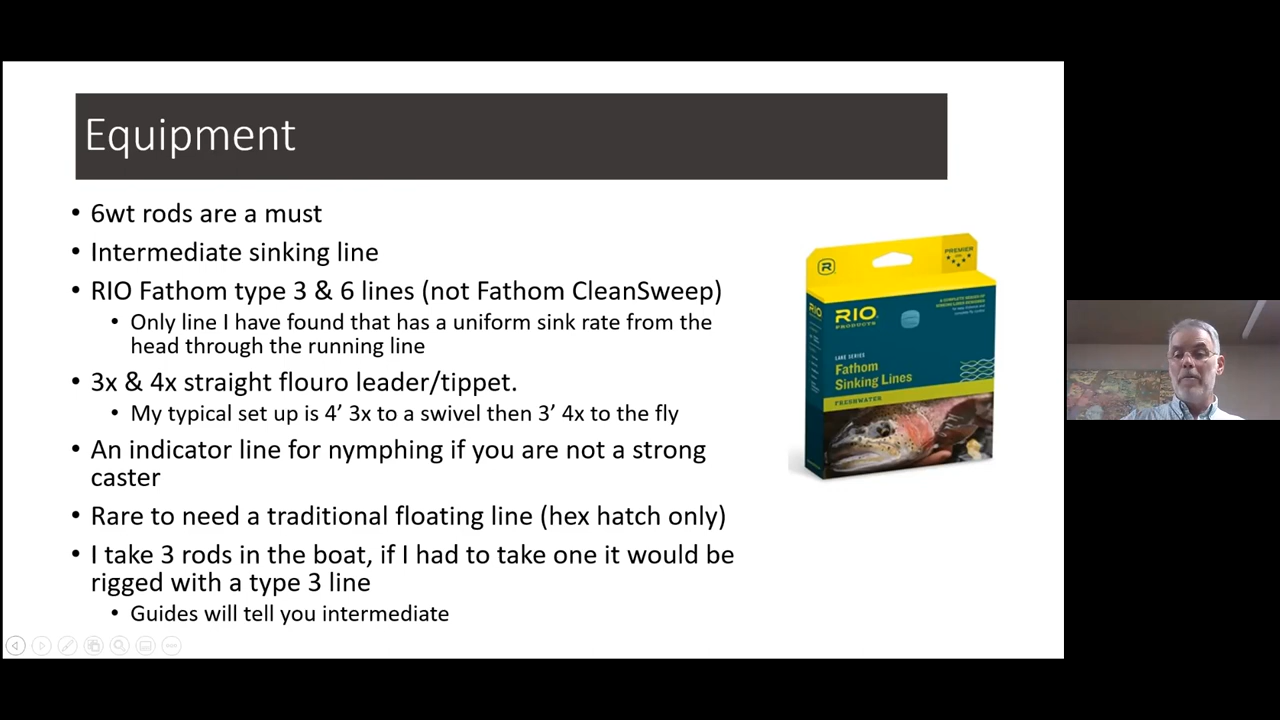 Equipment
• 6wt rods are a must
• Intermediate sinking line
• RIO Fathom type 3 & 6 lines (not Fathom CleanSweep)
• Only line I have found that has a uniform sink rate from the
head through the running line
• 3x & 4x straight flouro leader/tippet.
• My typical set up is 4’ 3x to a swivel then 3’ 4x to the fly
• An indicator line for nymphing if you are not a strong
caster
• Rare to need a traditional floating line (hex hatch only)
• I take 3 rods in the boat, if I had to take one it would be
rigged with a type 3 line
• Guides will tell you intermediate
R
PREMIER
RIO
RIO
PRODUCTS
LAKE SERIES
Fathom
Sinking Lines
FRESHWATER